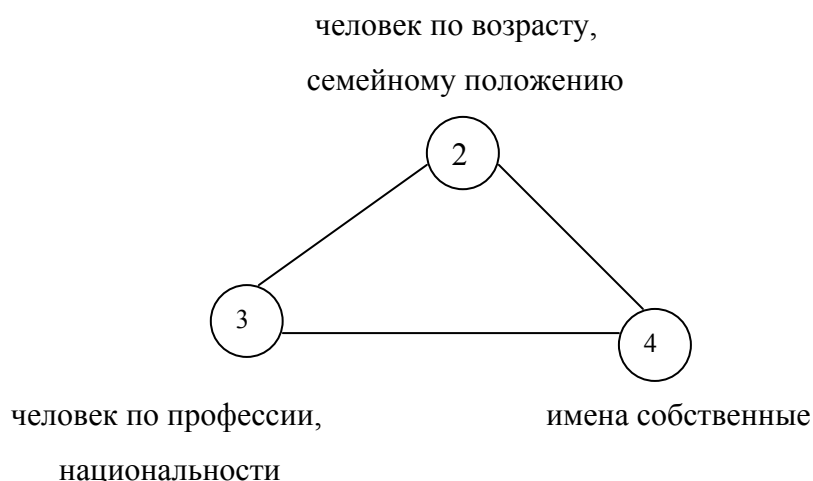 человек по возрасту,
семейному положению
2
3
4
человек по профессии,
национальности
имена собственные